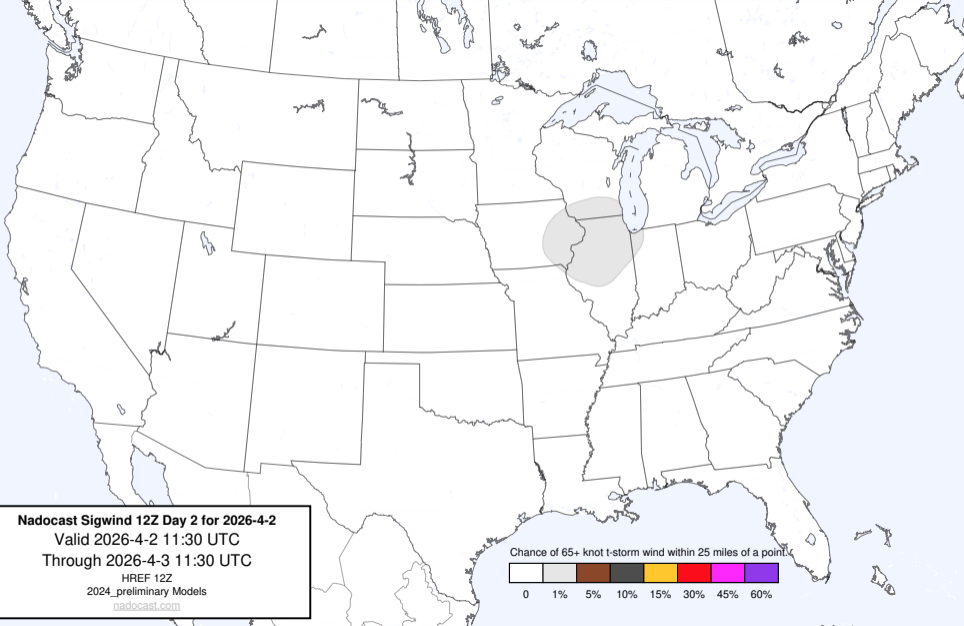 Nadocast Sigwind 12Z Day 2 for 2026-4-2
Valid 2026-4-2 11:30 UTC
Through 2026-4-3 11:30 UTC
HREF 12Z
2024_preliminary Models
nadocast.com
Chance of 65+ knot t-storm wind within 25 miles of a point.
0 1% 5% 10% 15% 30% 45% 60%